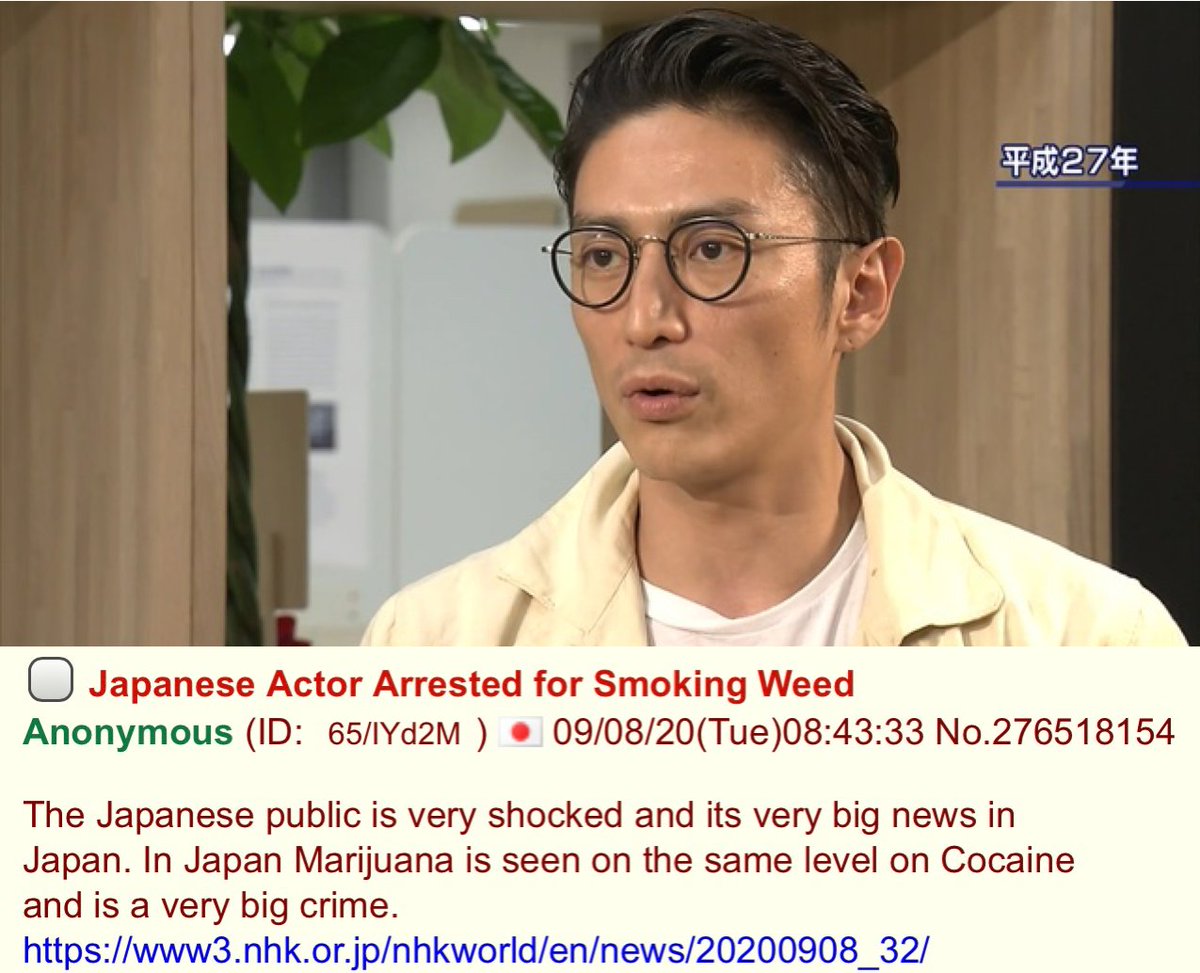 平成27年
Japanese Actor Arrested for Smoking Weed
Anonymous (ID: 65/lYd2M ) 09/08/20(Tue)08:43:33 No.276518154
The Japanese public is very shocked and its very big news in
Japan. In Japan Marijuana is seen on the same level on Cocaine
and is a very big crime.
https://www3.nhk.or.jp/nhkworld/en/news/20200908_32/